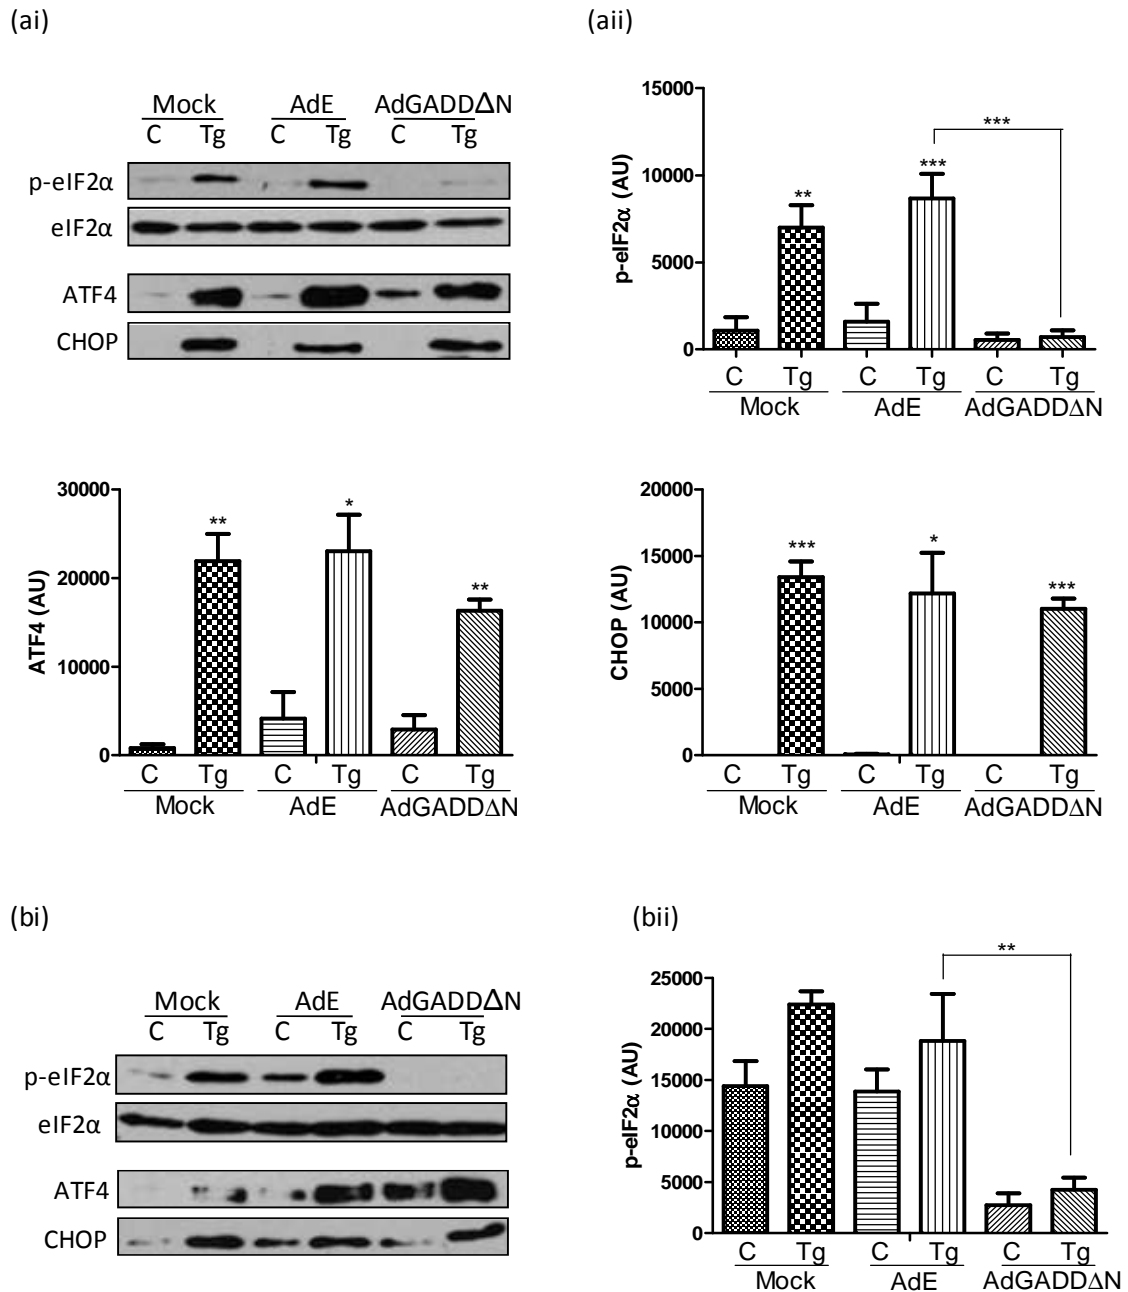 (ai)
Mock AdE AdGADDΔN
C Tg C Tg C Tg
p-eIF2α
eIF2α
ATF4
CHOP
(aii)
p-eIF2α (AU)
15000
10000
5000
0
** *** ***
C Tg C Tg C Tg
Mock AdE AdGADDΔN
ATF4 (AU)
30000
20000
10000
0
** * **
C Tg C Tg C Tg
Mock AdE AdGADDΔN
CHOP (AU)
20000
15000
10000
5000
0
*** * ***
C Tg C Tg C Tg
Mock AdE AdGADDΔN
(bi)
Mock AdE AdGADDΔN
C Tg C Tg C Tg
p-eIF2α
eIF2α
ATF4
CHOP
(bii)
p-eIF2α (AU)
25000
20000
15000
10000
5000
0
**
C Tg C Tg C Tg
Mock AdE AdGADDΔN